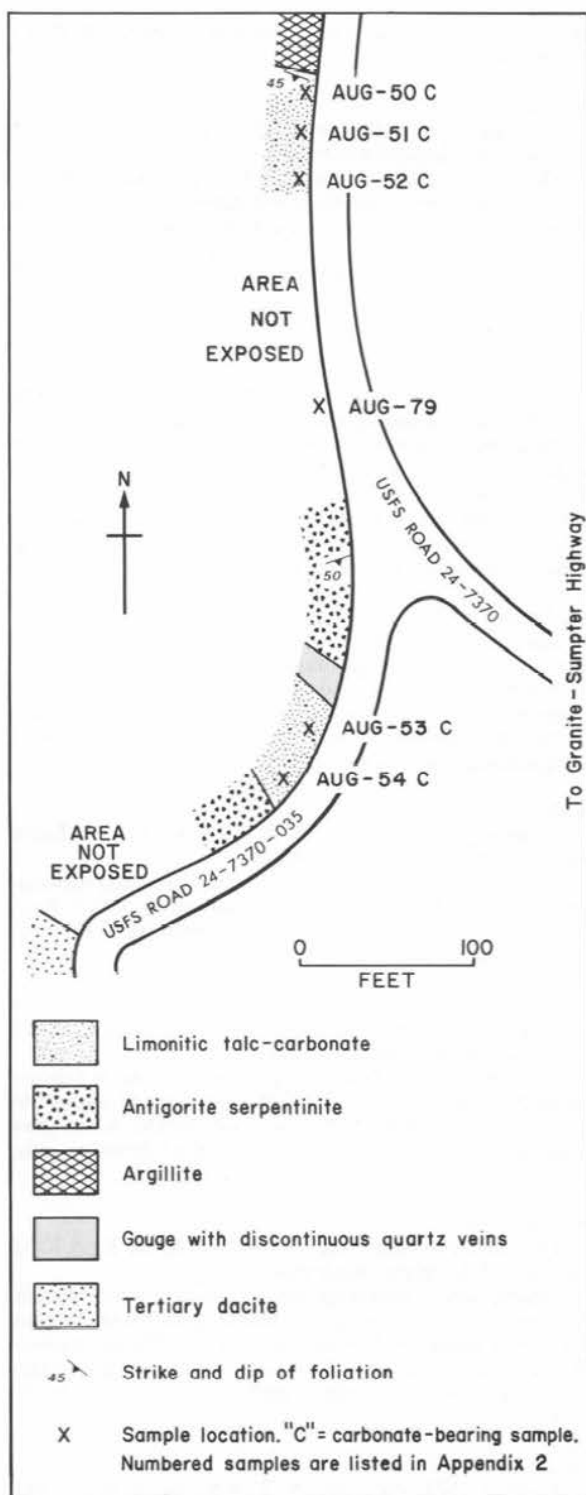 45
X AUG-50 C
X AUG-51 C
X AUG-52 C
AREA
NOT
EXPOSED
X AUG-79
N
USFS ROAD 24-7370
50
To Granite-Sumpter Highway
X AUG-53 C
X AUG-54 C
AREA
NOT
EXPOSED
USFS ROAD 24-7370-035
0 100
FEET
Limonitic talc-carbonate
Antigorite serpentinite
Argillite
Gouge with discontinuous quartz veins
Tertiary dacite
45 Strike and dip of foliation
X Sample location. "C" = carbonate-bearing sample.
Numbered samples are listed in Appendix 2